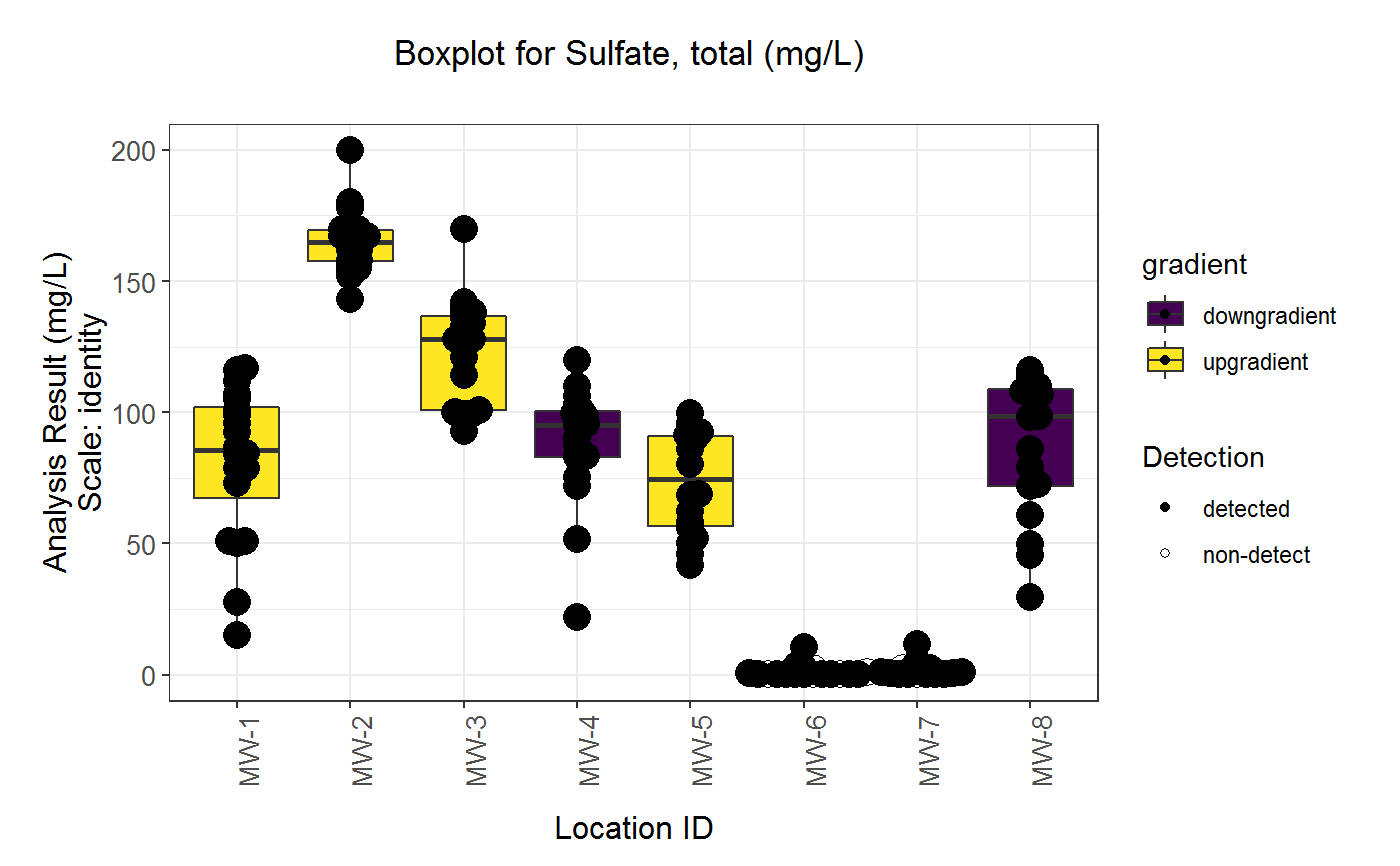 Boxplot for Sulfate, total (mg/L)
Analysis Result (mg/L)
Scale: identity
200
150
100
50
0
MW-1
MW-2
MW-3
MW-4
MW-5
MW-6
MW-7
MW-8
Location ID
gradient
downgradient
upgradient
Detection
detected
non-detect